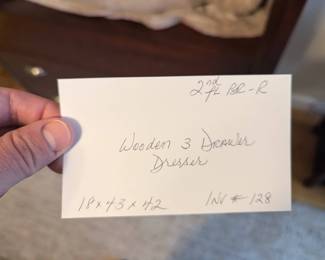 2nd fl BR-R
Wooden 3 Drawer
Dresser
18 x 43 x 42 Inv # 128